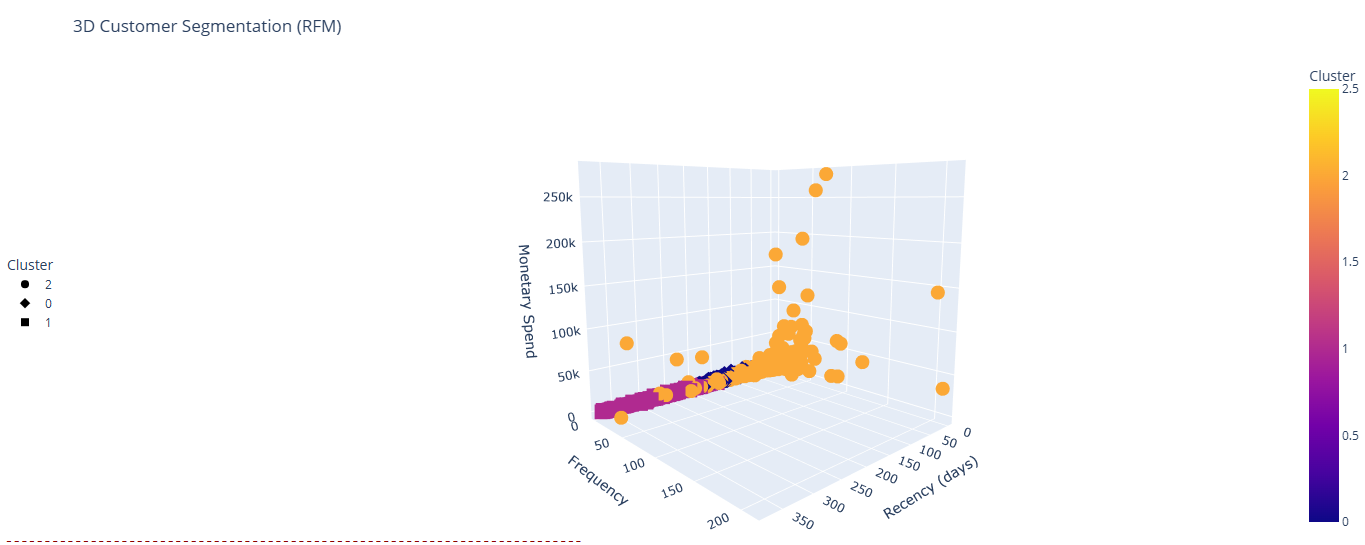 3D Customer Segmentation (RFM)
Cluster
2
0
1
250k
200k
150k
100k
50k
0
Monetary Spend
0
50
100
150
200
Frequency
0
50
100
150
200
250
300
350
Recency (days)
Cluster
2.5
2
1.5
1
0.5
0